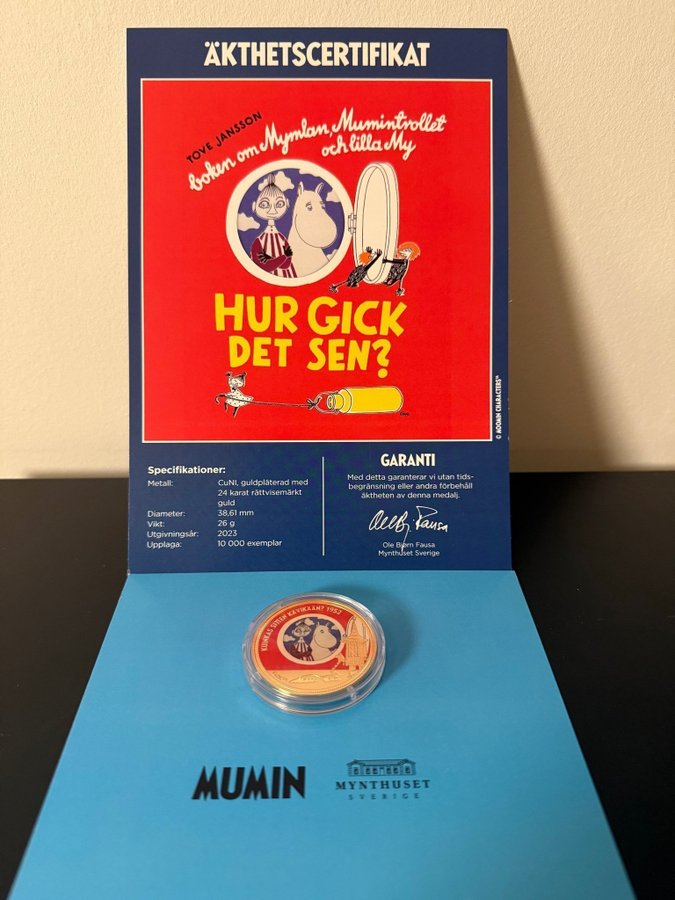 ÄKTHETSCERTIFIKAT
TOVE JANSSON
boken om Mymlan, Mumintrollet
och lilla My
HUR GICK
DET SEN?
© MOOMIN CHARACTERS™
Specifikationer:
Metall: CuNI, guldpläterad med
24 karat rättvisemärkt
guld
Diameter: 38,61 mm
Vikt: 26 g
Utgivningsår: 2023
Upplaga: 10 000 exemplar
GARANTI
Med detta garanterar vi utan tids-
begränsning eller andra förbehåll
äktheten av denna medalj.
Ole Bjørn Fausa
Mynthuset Sverige
KUINKAS SITTEN KÄVIKÄÄN? 1952
MUMIN
MYNTHUSET
SVERIGE